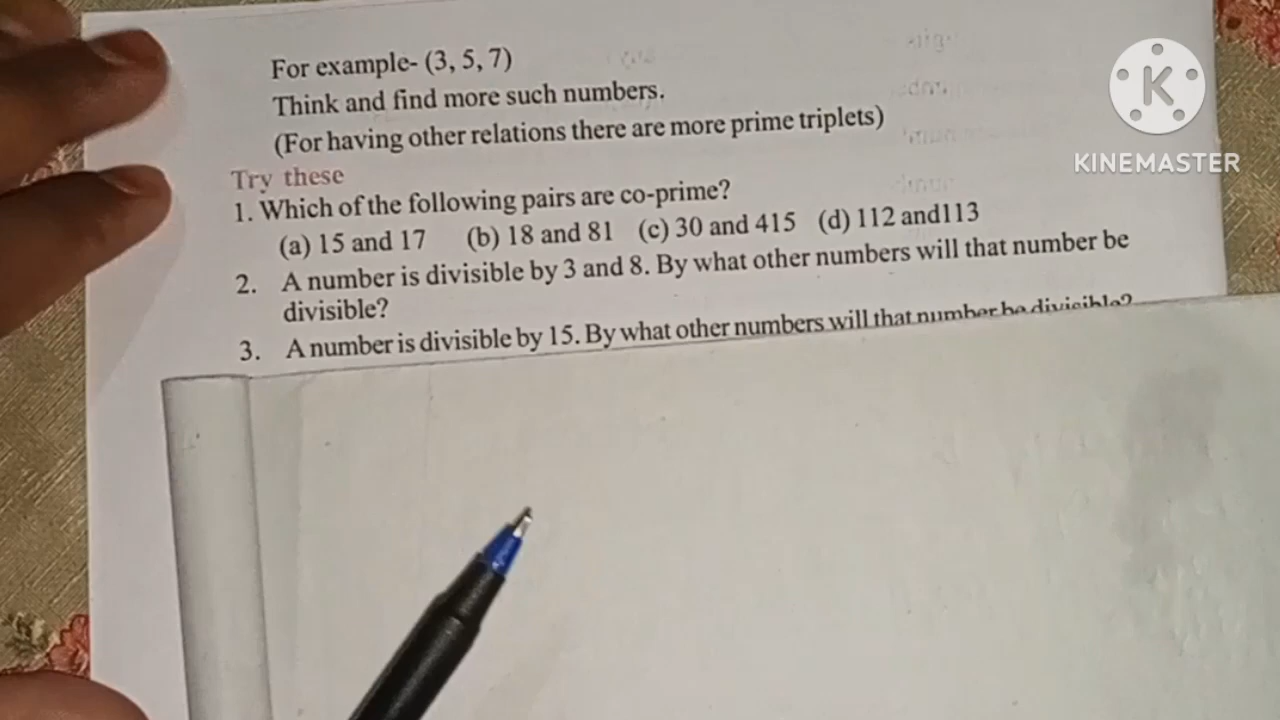 For example- (3, 5, 7)
Think and find more such numbers.
(For having other relations there are more prime triplets)
Try these
1. Which of the following pairs are co-prime?
(a) 15 and 17 (b) 18 and 81 (c) 30 and 415 (d) 112 and113
2. A number is divisible by 3 and 8. By what other numbers will that number be
divisible?
3. A number is divisible by 15. By what other numbers will that number be divisible?
K
KINEMASTER